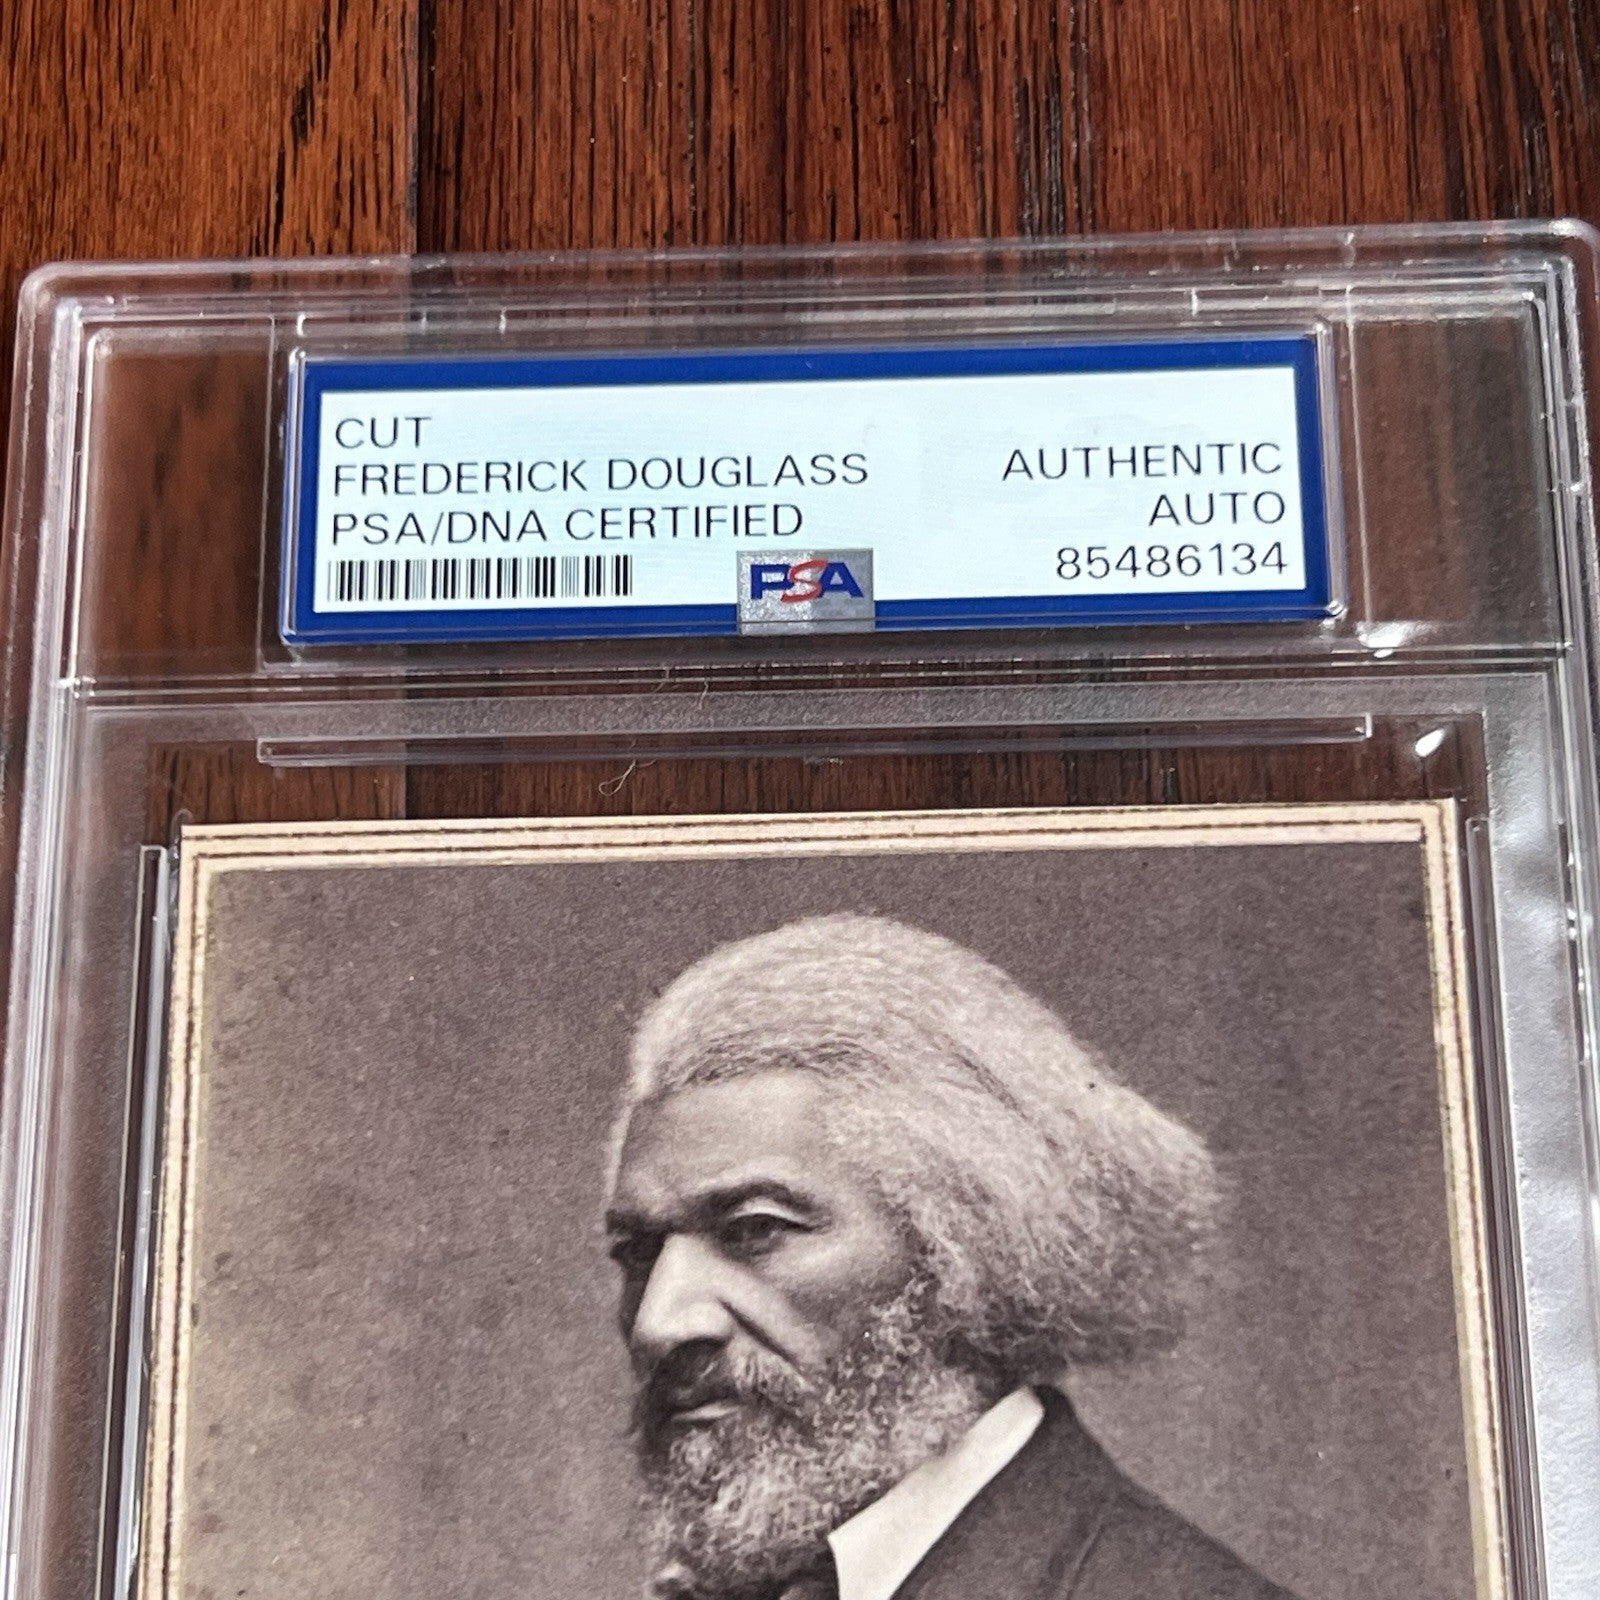 CUT
FREDERICK DOUGLASS
PSA/DNA CERTIFIED
AUTHENTIC
AUTO
85486134
PSA